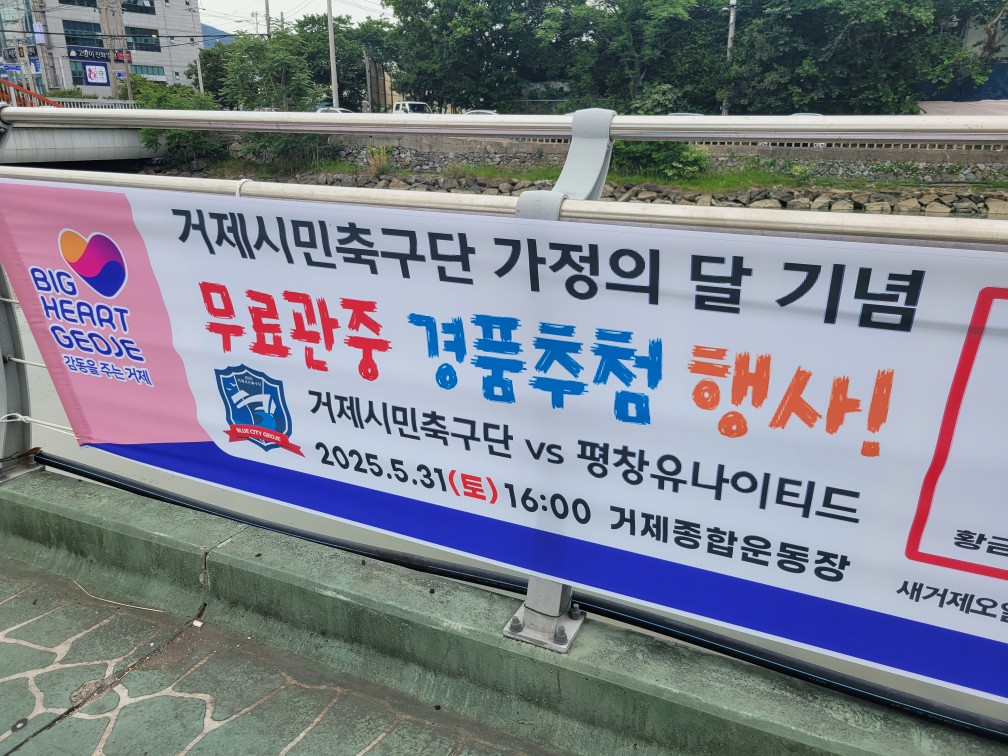 BIG
HEART
GEOJE
감동을 주는 거제
거제시민축구단 가정의 달 기념
무료관중 경품추첨 행사!
BLUE CITY GEOJE
거제시민축구단 vs 평창유나이티드
2025.5.31(토) 16:00 거제종합운동장
황금
새거제오일